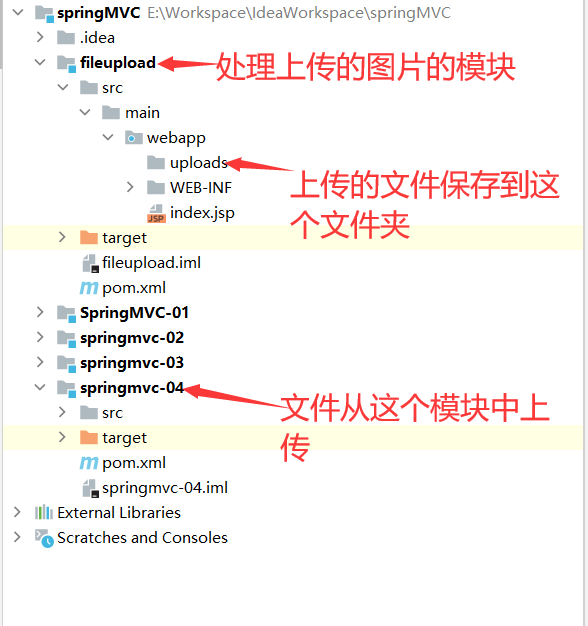 springMVC E:\Workspace\IdeaWorkspace\springMVC
.idea
fileupload
处理上传的图片的模块
src
main
webapp
uploads
上传的文件保存到这
个文件夹
WEB-INF
index.jsp
target
fileupload.iml
pom.xml
SpringMVC-01
springmvc-02
springmvc-03
springmvc-04
文件从这个模块中上
传
src
target
pom.xml
springmvc-04.iml
External Libraries
Scratches and Consoles